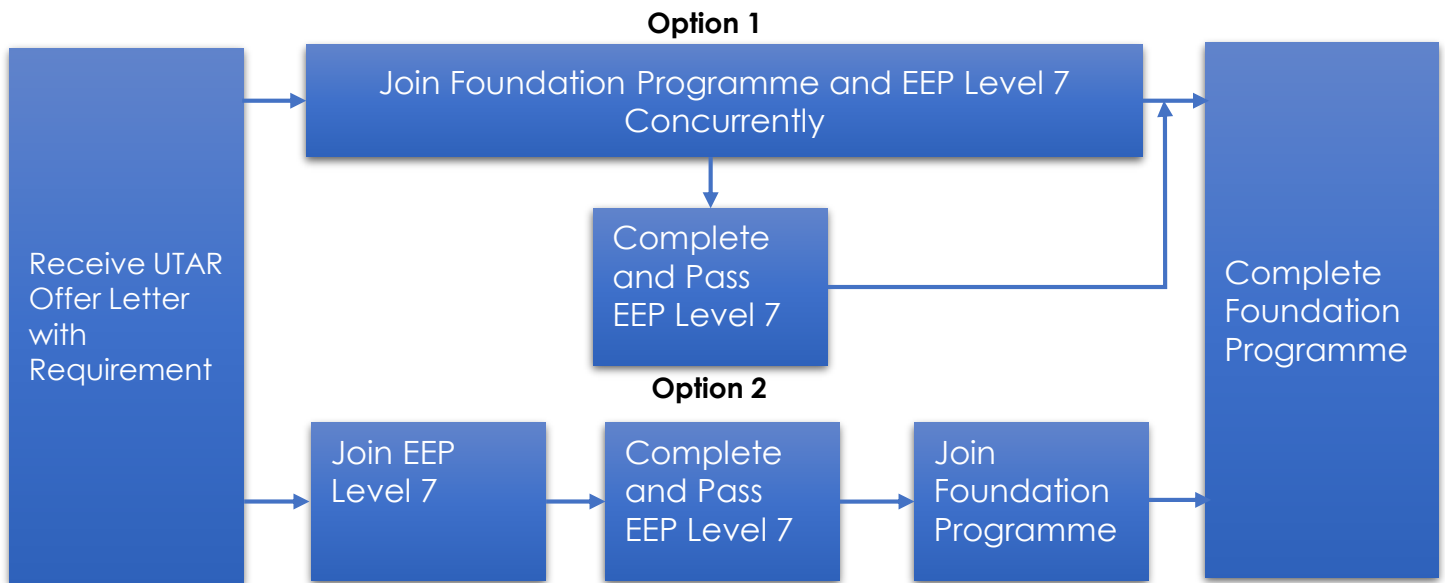 Option 1
Join Foundation Programme and EEP Level 7
Concurrently
Receive UTAR
Offer Letter
with
Requirement
Complete
and Pass
EEP Level 7
Complete
Foundation
Programme
Option 2
Join EEP
Level 7
Complete
and Pass
EEP Level 7
Join
Foundation
Programme